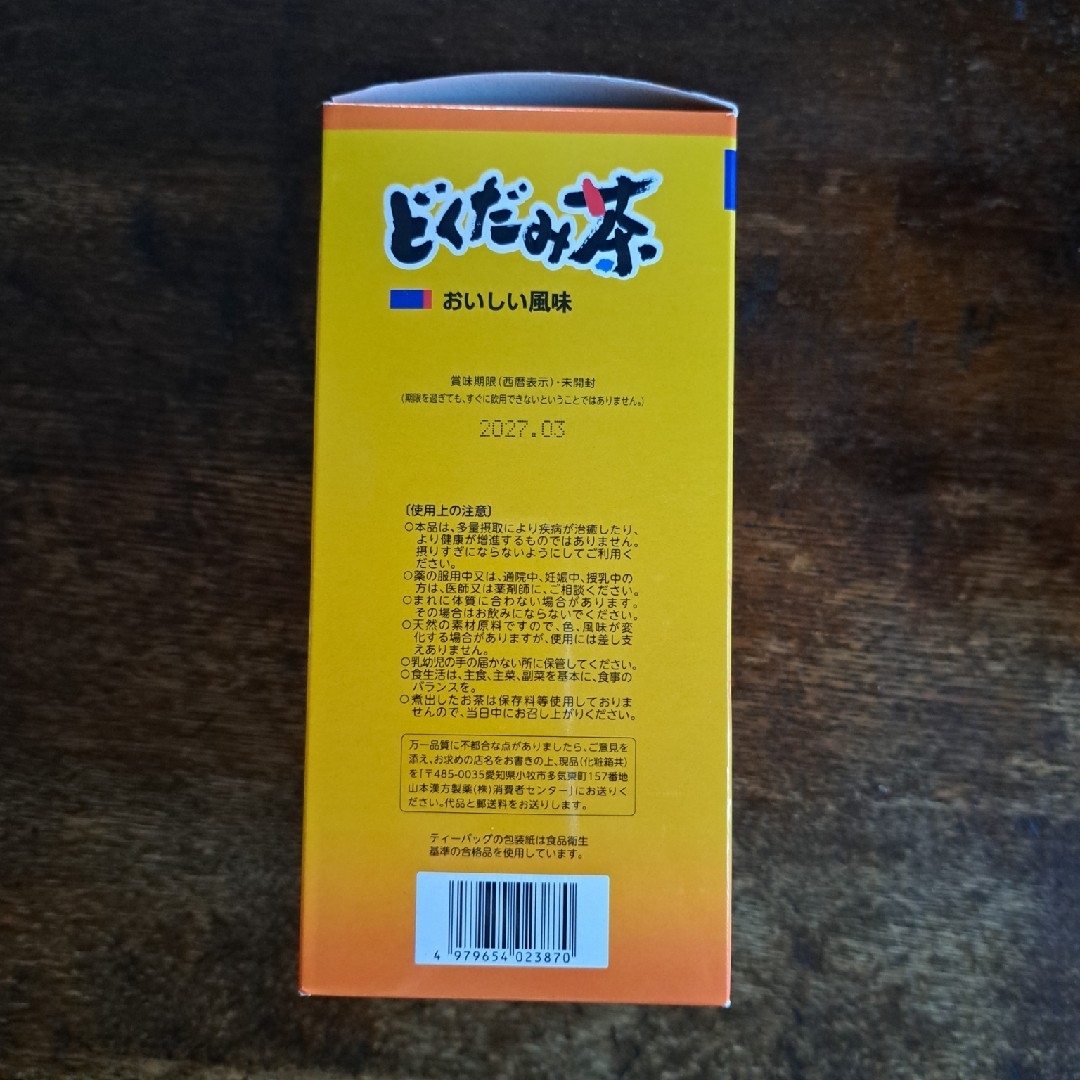 どくだみ茶
おいしい風味
賞味期限(西暦表示)・未開封
(期限を過ぎても、すぐに飲用できないということではありません。)
2027.03
〔使用上の注意〕
○本品は、多量摂取により疾病が治癒したり、
より健康が増進するものではありません。
摂りすぎにならないようにしてご利用く
ださい。
○薬の服用中又は、通院中、妊娠中、授乳中の
方は、医師又は薬剤師に、ご相談ください。
○まれに体質に合わない場合があります。
その場合はお飲みにならないでください。
○天然の素材原料ですので、色、風味が変
化する場合がありますが、使用には差し支
えありません。
○乳幼児の手の届かない所に保管してください。
○食生活は、主食、主菜、副菜を基本に、食事の
バランスを。
○煮出したお茶は保存料等使用しておりま
せんので、当日中にお召し上がりください。
万一品質に不都合な点がありましたら、ご意見を
添え、お求めの店名をお書きの上、現品(化粧箱共)
を「〒485-0035愛知県小牧市多気東町157番地
山本漢方製薬(株)消費者センター」にお送りく
ださい。代品と郵送料をお送りします。
ティーバッグの包装紙は食品衛生
基準の合格品を使用しています。
4 979654 023870